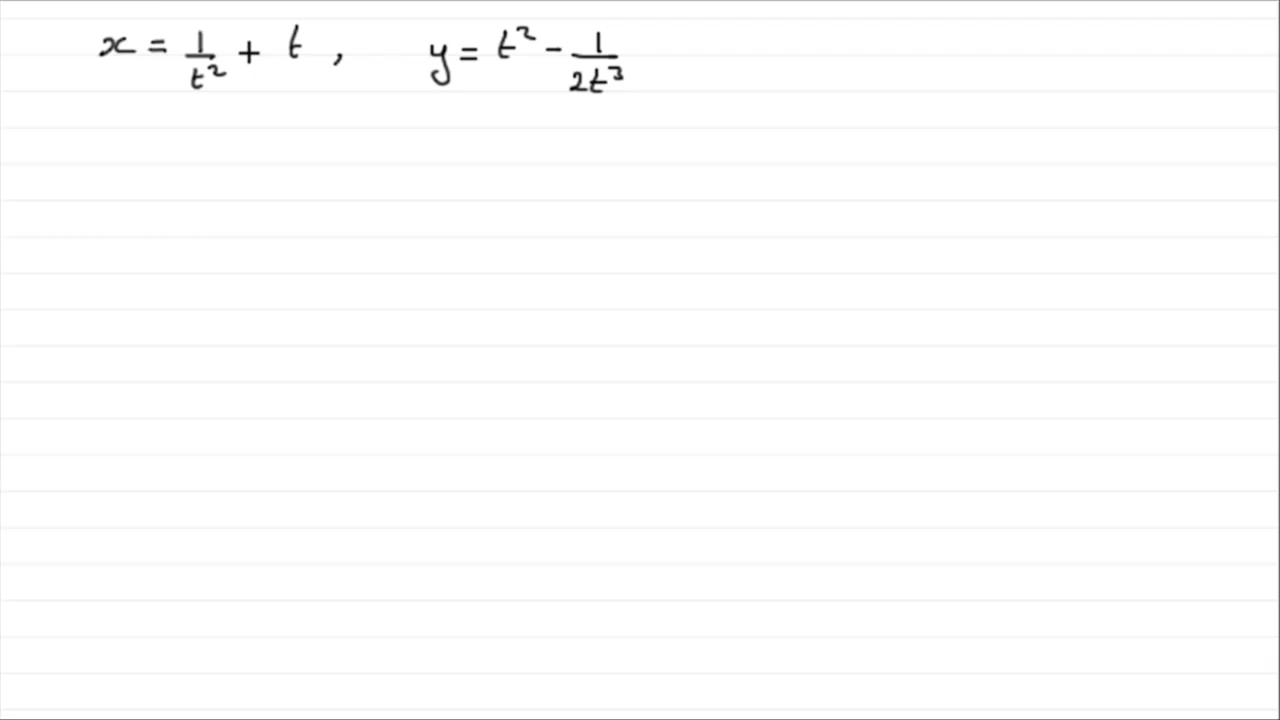 x = 1/t² + t , y = t² - 1/2t³